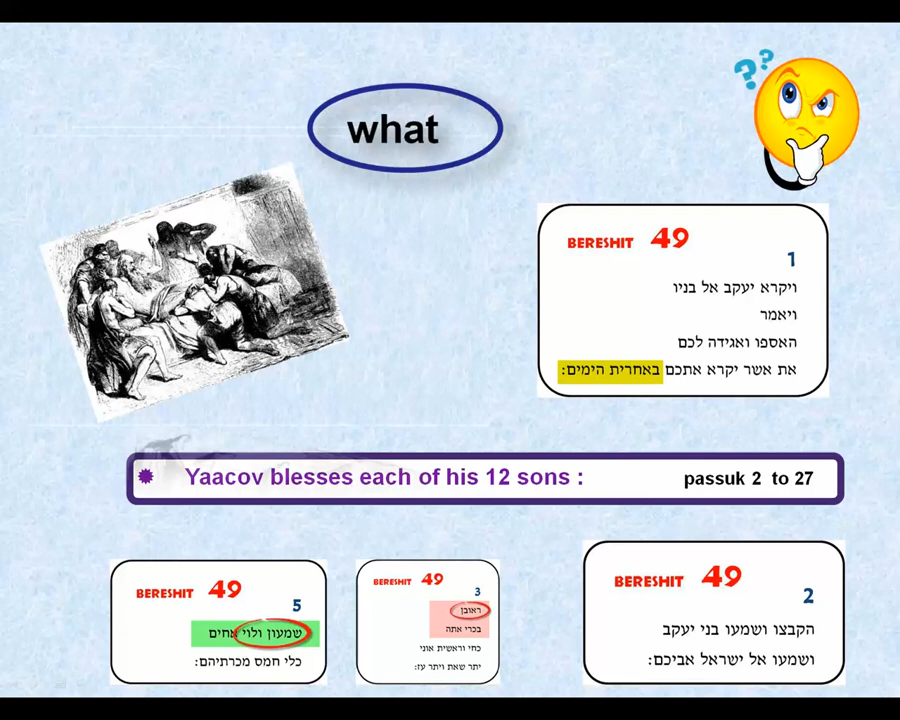 ??
what
BERESHIT 49
1
ויקרא יעקב אל בניו
ויאמר
האספו ואגידה לכם
את אשר יקרא אתכם באחרית הימים:
Yaacov blesses each of his 12 sons : passuk 2 to 27
BERESHIT 49
2
הקבצו ושמעו בני יעקב
ושמעו אל ישראל אביכם:
BERESHIT 49
3
ראובן
בכרי אתה
כחי וראשית אוני
יתר שאת ויתר עז:
BERESHIT 49
5
שמעון ולוי אחים
כלי חמס מכרתיהם: